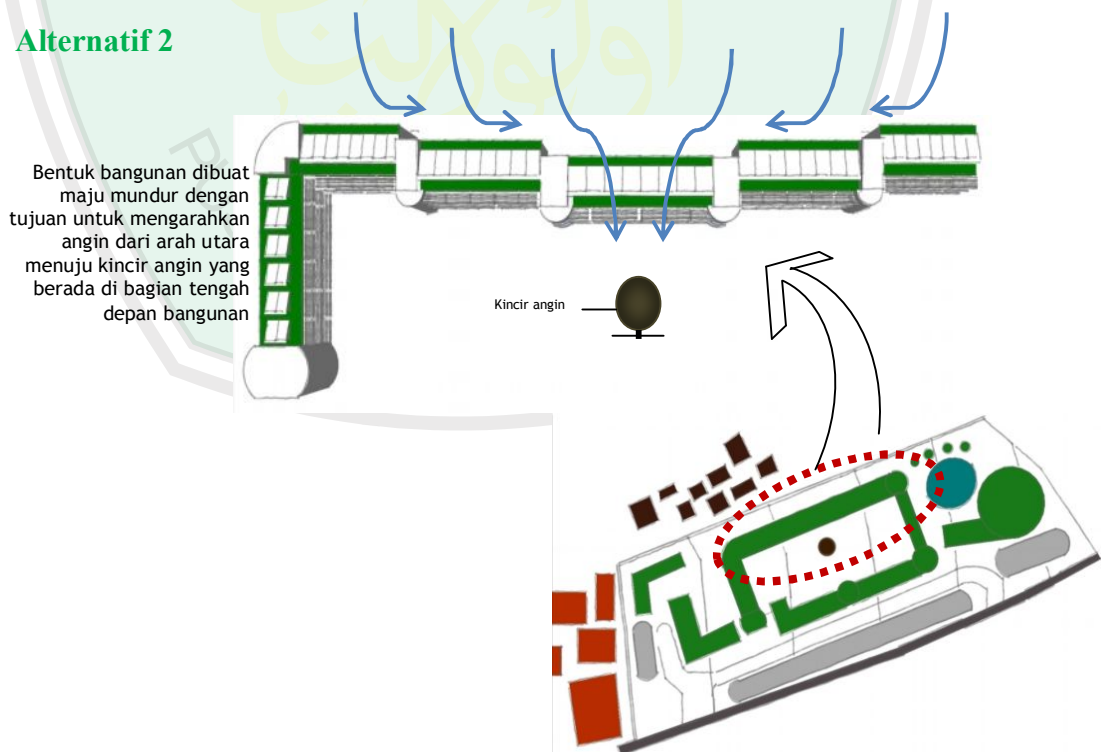 Alternatif 2
Bentuk bangunan dibuat
maju mundur dengan
tujuan untuk mengarahkan
angin dari arah utara
menuju kincir angin yang
berada di bagian tengah
depan bangunan
Kincir angin